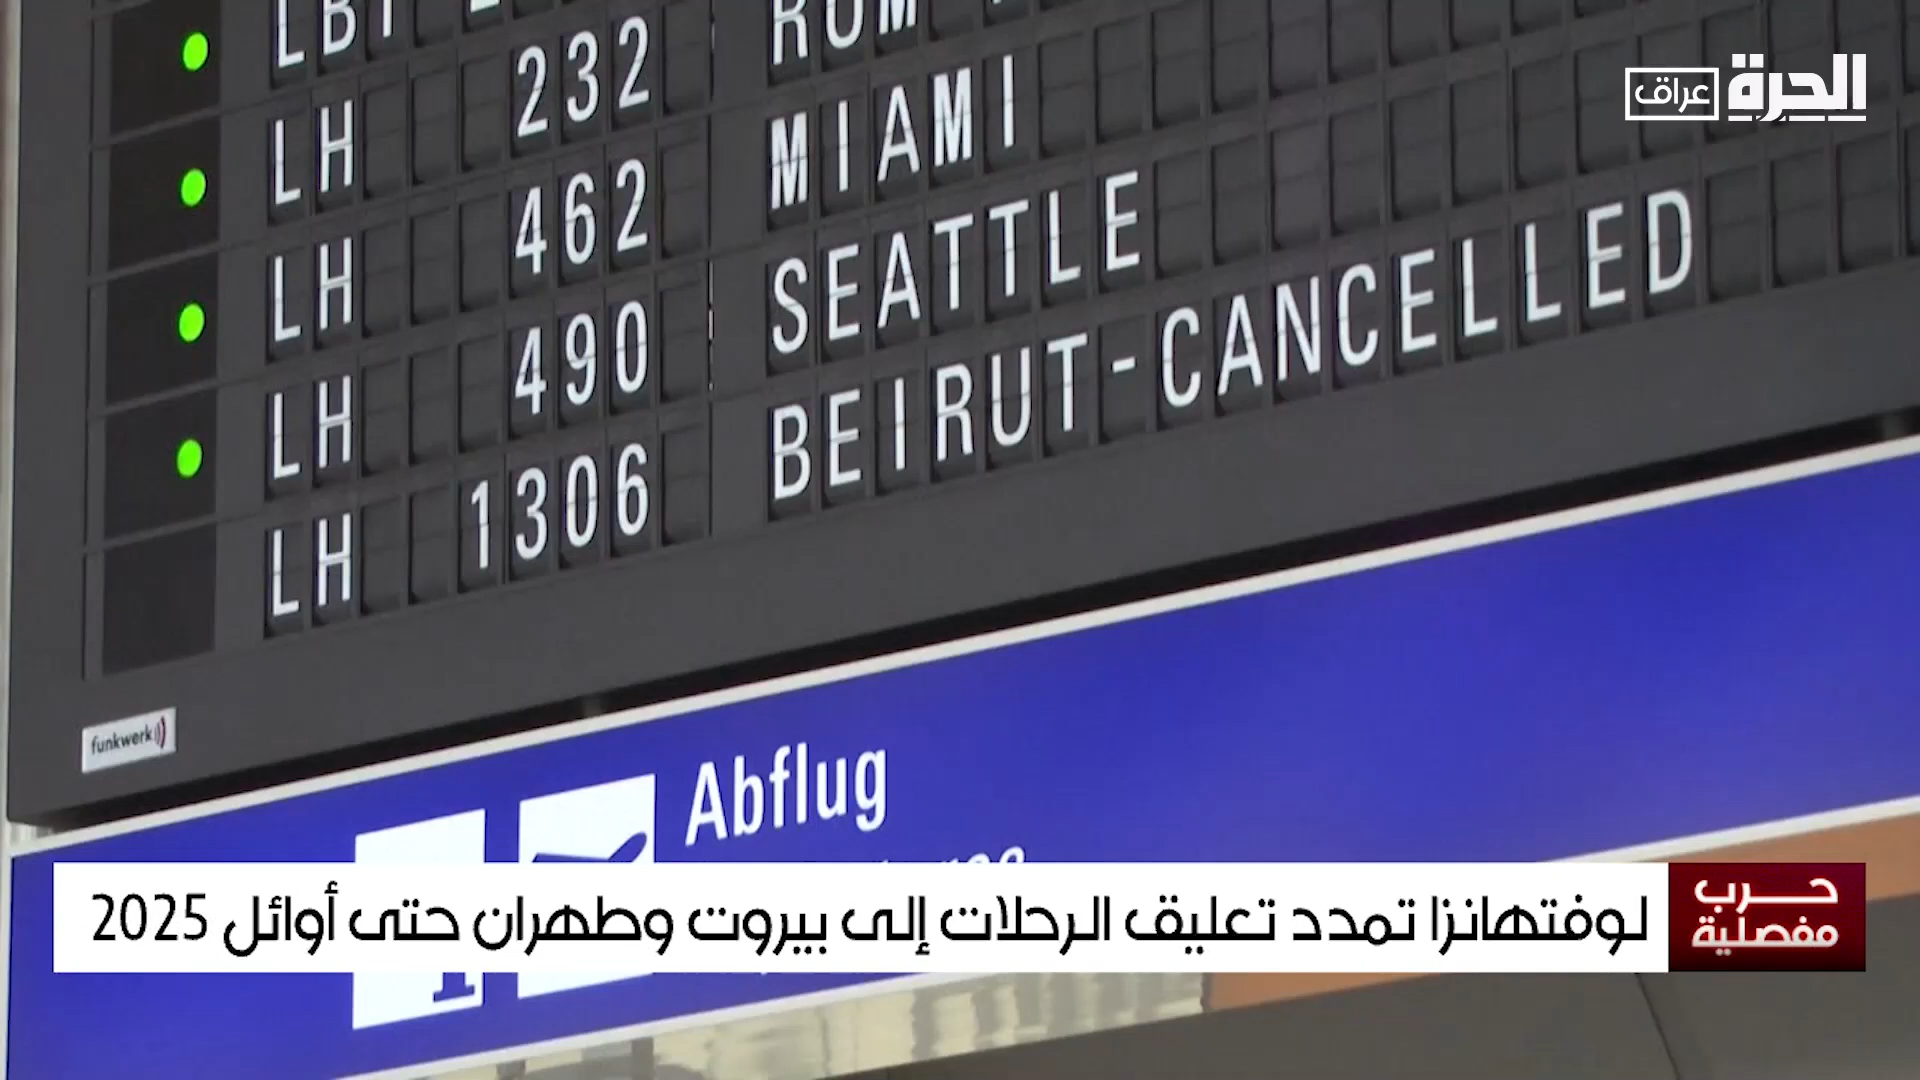 LH 232 ROM
LH 462 MIAMI
LH 490 SEATTLE
LH 1306 BEIRUT-CANCELLED
الحرة
عراق
funkwerk
Abflug
حرب
مفصلية
لوفتهانزا تمدد تعليق الرحلات إلى بيروت وطهران حتى أوائل 2025